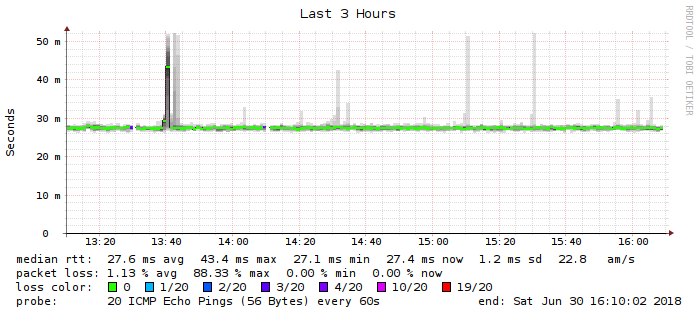 Last 3 Hours
RRDTOOL / TOBI OETIKER
Seconds
50 m
40 m
30 m
20 m
10 m
0
13:20 13:40 14:00 14:20 14:40 15:00 15:20 15:40 16:00
median rtt: 27.6 ms avg 43.4 ms max 27.1 ms min 27.4 ms now 1.2 ms sd 22.8 am/s
packet loss: 1.13 % avg 88.33 % max 0.00 % min 0.00 % now
loss color: 0 1/20 2/20 3/20 4/20 10/20 19/20
probe: 20 ICMP Echo Pings (56 Bytes) every 60s end: Sat Jun 30 16:10:02 2018